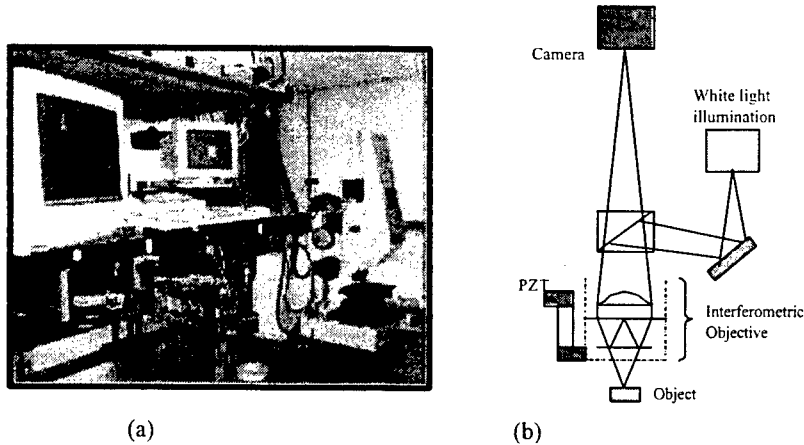 Camera
White light
illumination
PZT
Interferometric
Objective
Object
(a)
(b)